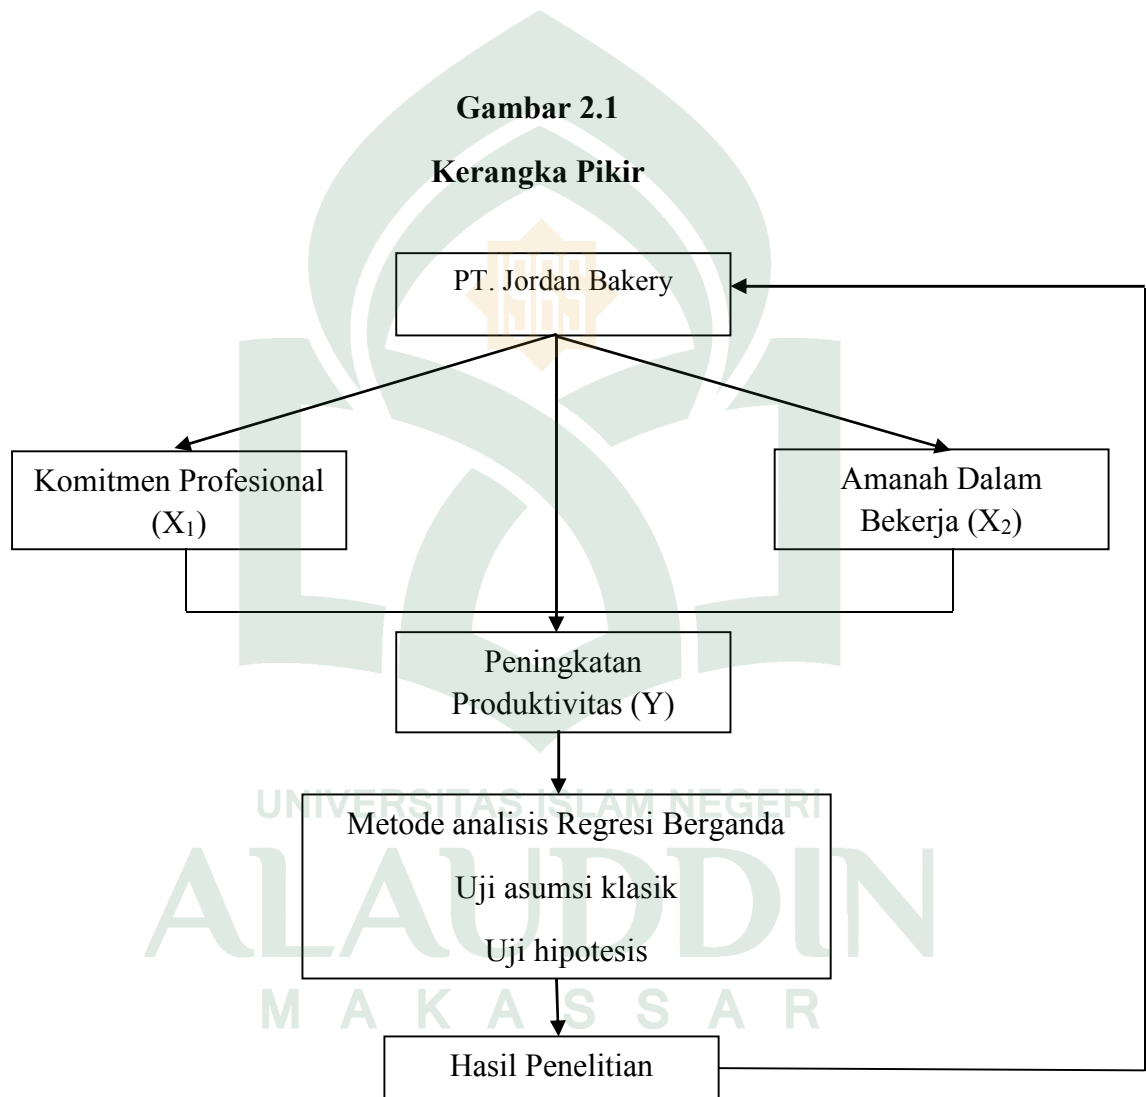 Gambar 2.1
Kerangka Pikir
PT. Jordan Bakery
Komitmen Profesional
(X₁)
Amanah Dalam
Bekerja (X₂)
Peningkatan
Produktivitas (Y)
UNIVERSITAS ISLAM NEGERI
Metode analisis Regresi Berganda
ALAUDDIN
Uji asumsi klasik
Uji hipotesis
MAKASSAR
Hasil Penelitian